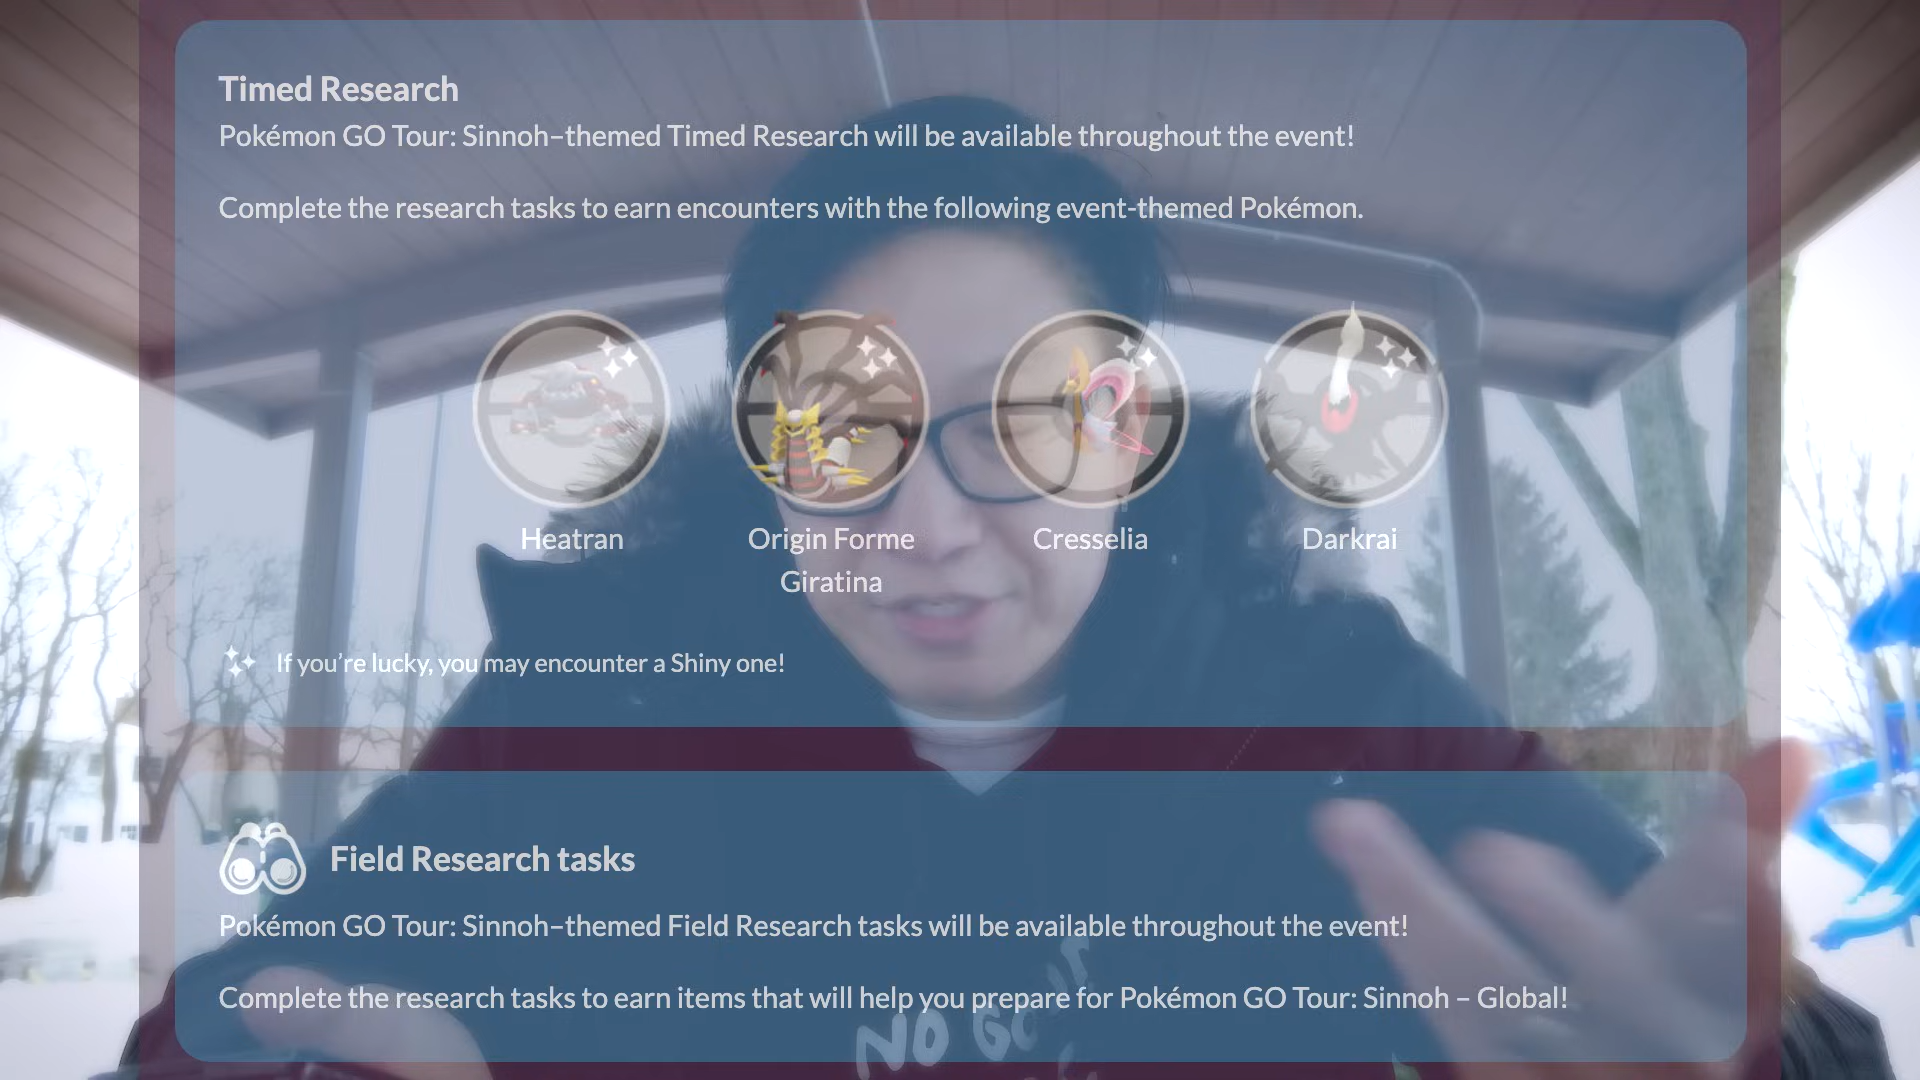 Timed Research
Pokémon GO Tour: Sinnoh–themed Timed Research will be available throughout the event!
Complete the research tasks to earn encounters with the following event-themed Pokémon.
Heatran
Origin Forme
Giratina
Cresselia
Darkrai
If you're lucky, you may encounter a Shiny one!
Field Research tasks
Pokémon GO Tour: Sinnoh–themed Field Research tasks will be available throughout the event!
Complete the research tasks to earn items that will help you prepare for Pokémon GO Tour: Sinnoh – Global!
NO